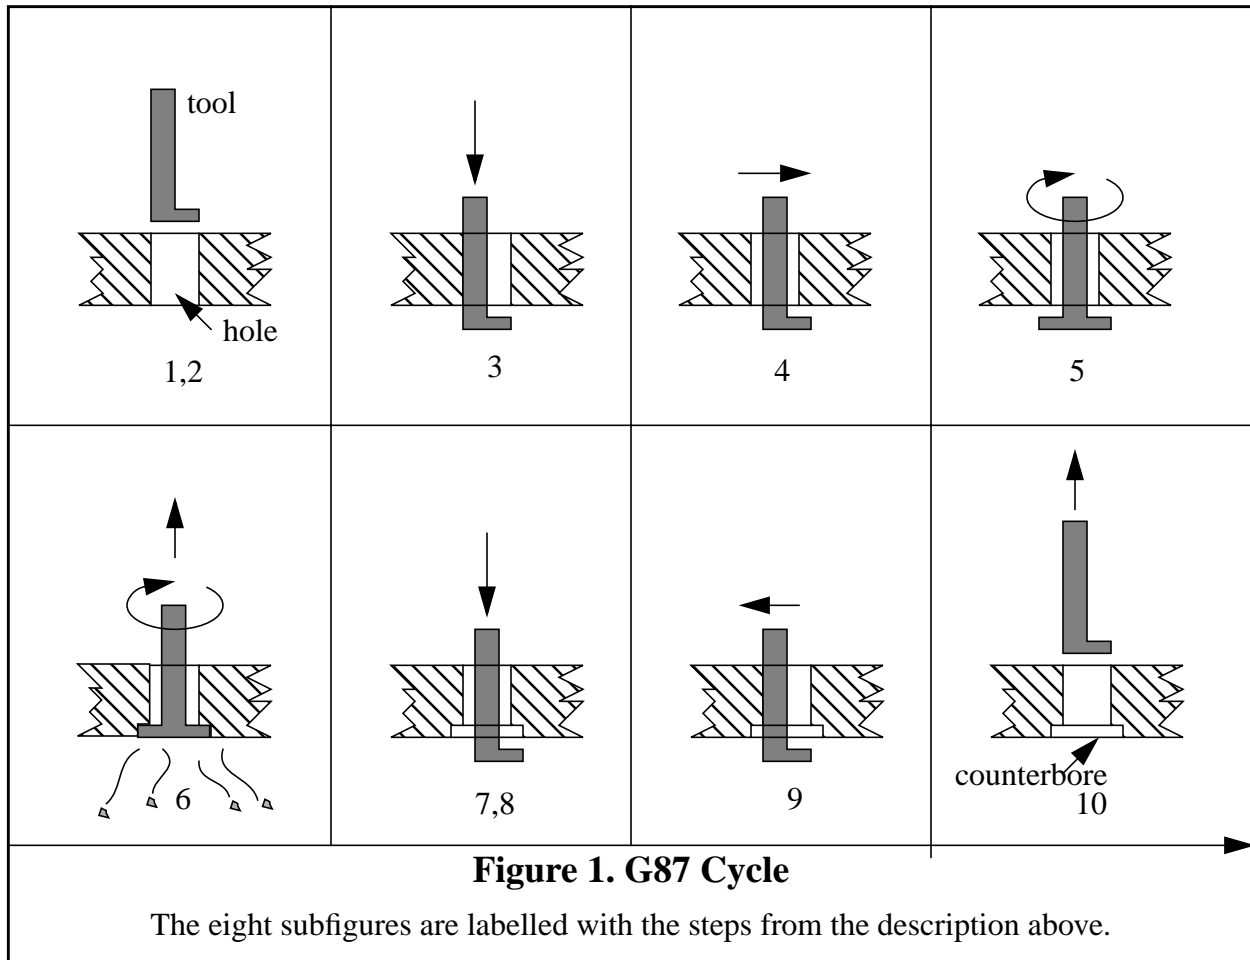 tool
hole
1,2
3
4
5
6
7,8
9
counterbore
10
Figure 1. G87 Cycle
The eight subfigures are labelled with the steps from the description above.